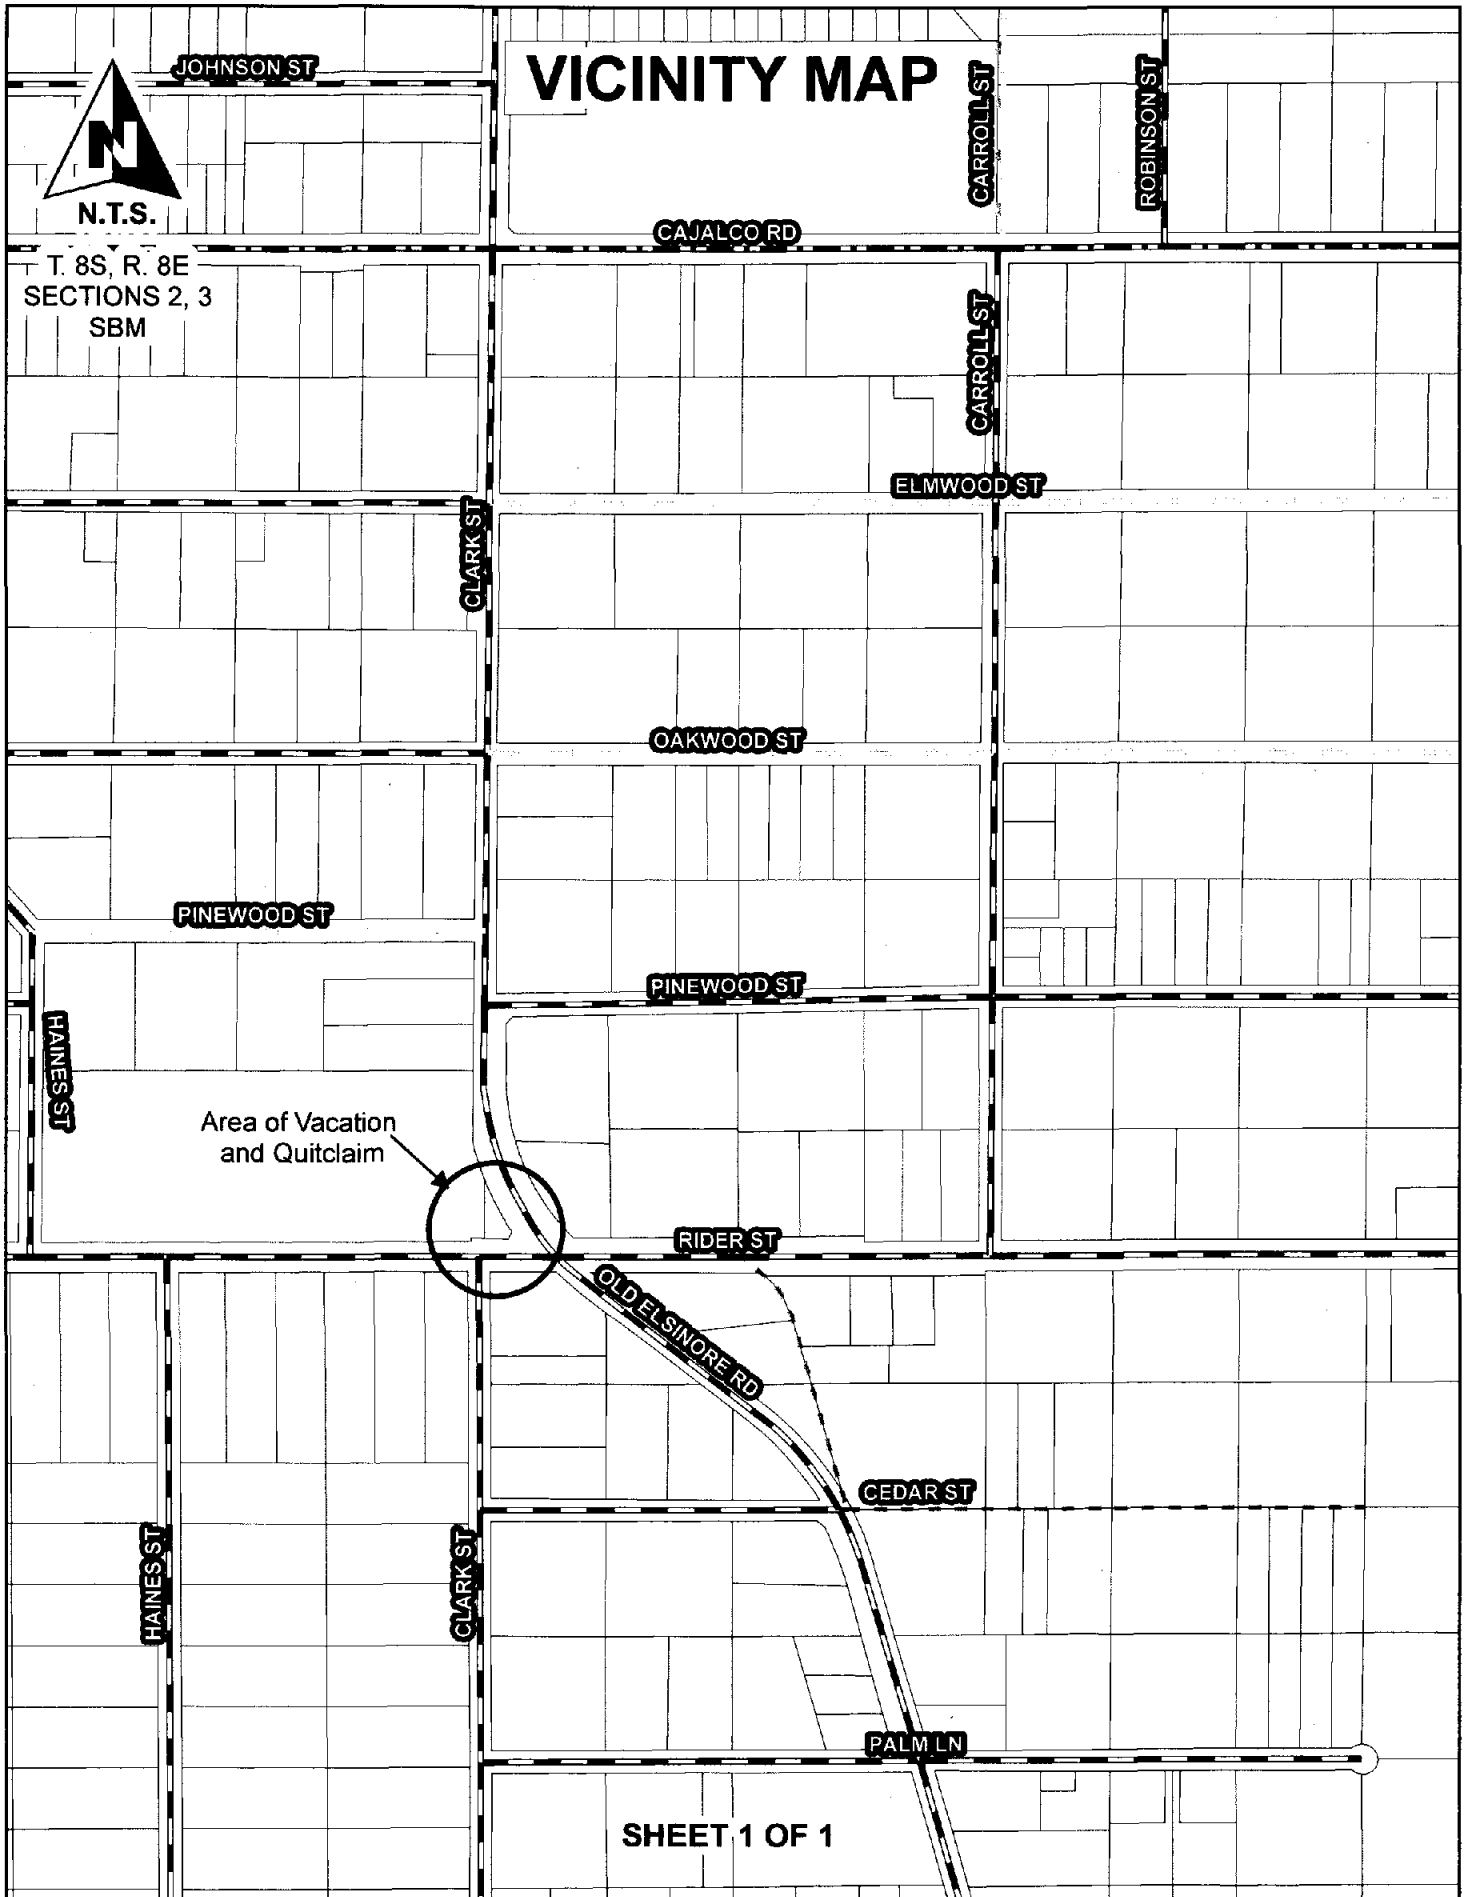 VICINITY MAP
JOHNSON ST
CARROLL ST
ROBINSON ST
N
N.T.S.
CAJALCO RD
T. 8S, R. 8E
SECTIONS 2, 3
SBM
CARROLL ST
ELMWOOD ST
CLARK ST
OAKWOOD ST
PINEWOOD ST
PINEWOOD ST
HAINES ST
Area of Vacation
and Quitclaim
RIDER ST
OLD ELSINORE RD
CEDAR ST
HAINES ST
CLARK ST
PALM LN
SHEET 1 OF 1